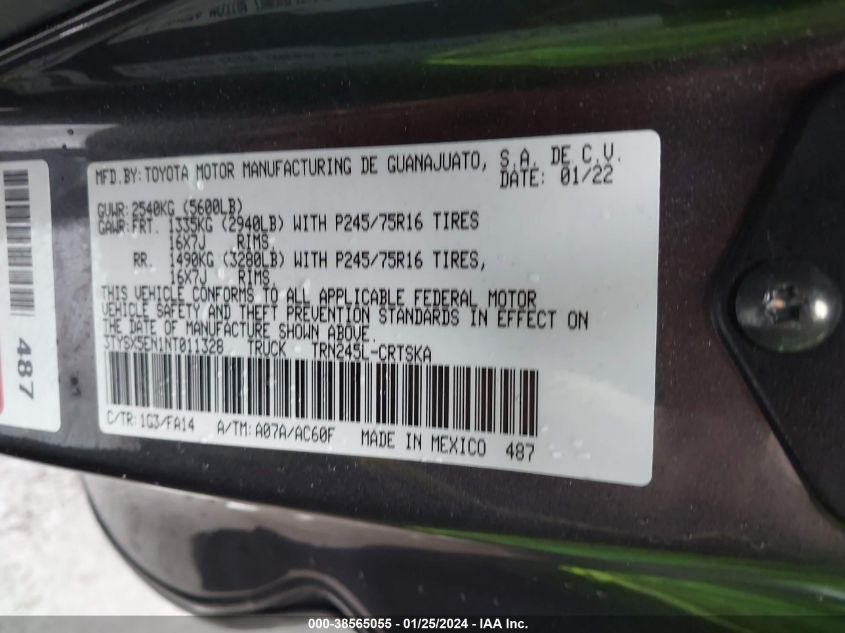 MFD.BY: TOYOTA MOTOR MANUFACTURING DE GUANAJUATO, S.A. DE C.V.
DATE: 01/22
GVWR: 2540KG (5600LB)
GAWR: FRT. 1335KG (2940LB) WITH P245/75R16 TIRES
16X7J RIMS,
RR. 1490KG (3280LB) WITH P245/75R16 TIRES,
16X7J RIMS,
THIS VEHICLE CONFORMS TO ALL APPLICABLE FEDERAL MOTOR
VEHICLE SAFETY AND THEFT PREVENTION STANDARDS IN EFFECT ON
THE DATE OF MANUFACTURE SHOWN ABOVE.
3TYSX5EN1NT011328 TRUCK TRN245L-CRTSKA
C/TR: 1G3/FA14 A/TM: A07A/AC60F MADE IN MEXICO 487
487
000-38565055 - 01/25/2024 - IAA Inc.